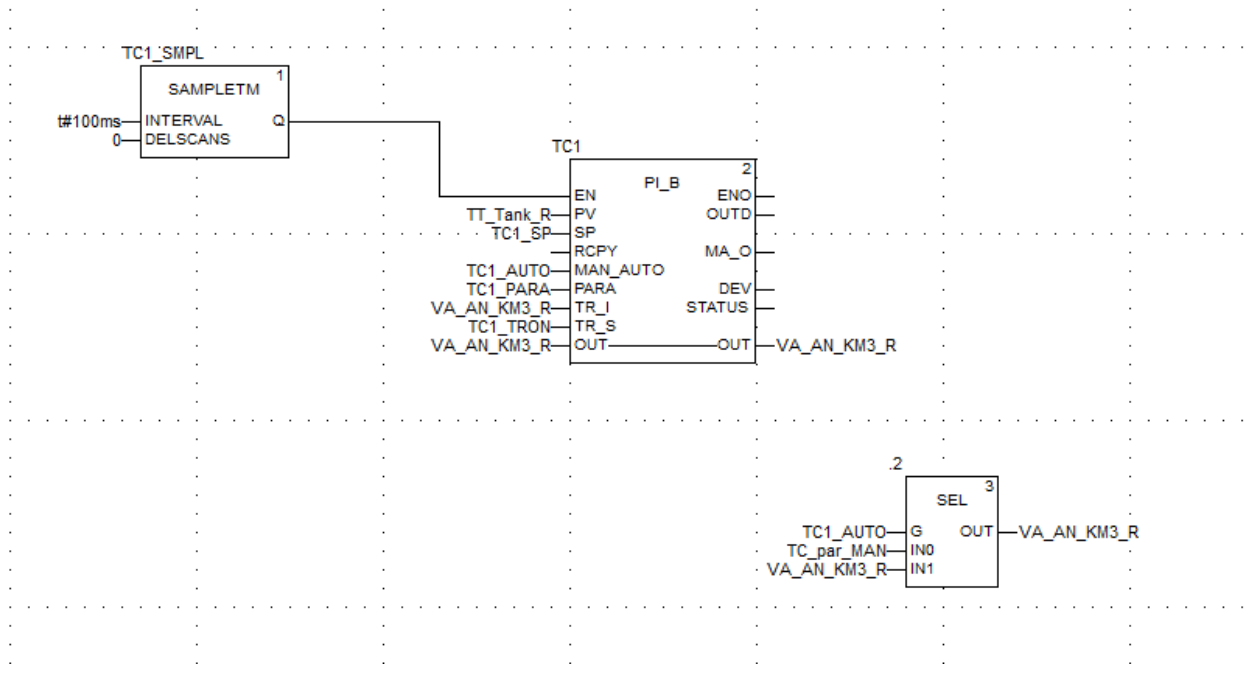 TC1_SMPL
1
SAMPLETM
t#100ms INTERVAL Q
0 DELSCANS
TC1
2
PI_B
EN ENO
TT_Tank_R PV OUTD
TC1_SP SP
RCPY MA_O
TC1_AUTO MAN_AUTO
TC1_PARA PARA DEV
VA_AN_KM3_R TR_I STATUS
TC1_TRON TR_S
VA_AN_KM3_R OUT OUT VA_AN_KM3_R
.2
3
SEL
TC1_AUTO G OUT VA_AN_KM3_R
TC_par_MAN IN0
VA_AN_KM3_R IN1